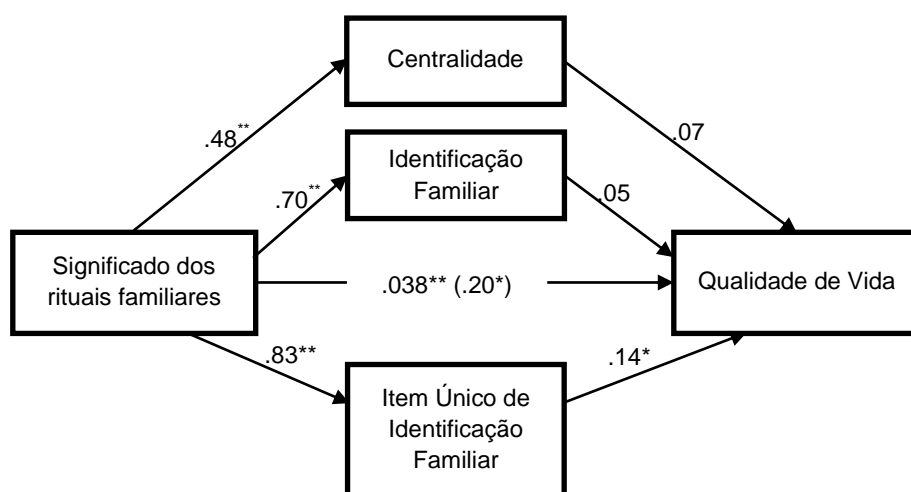 Centralidade
.48**
.07
Identificação
Familiar
.70**
.05
Significado dos
rituais familiares
.038** (.20*)
Qualidade de Vida
.83**
.14*
Item Único de
Identificação
Familiar